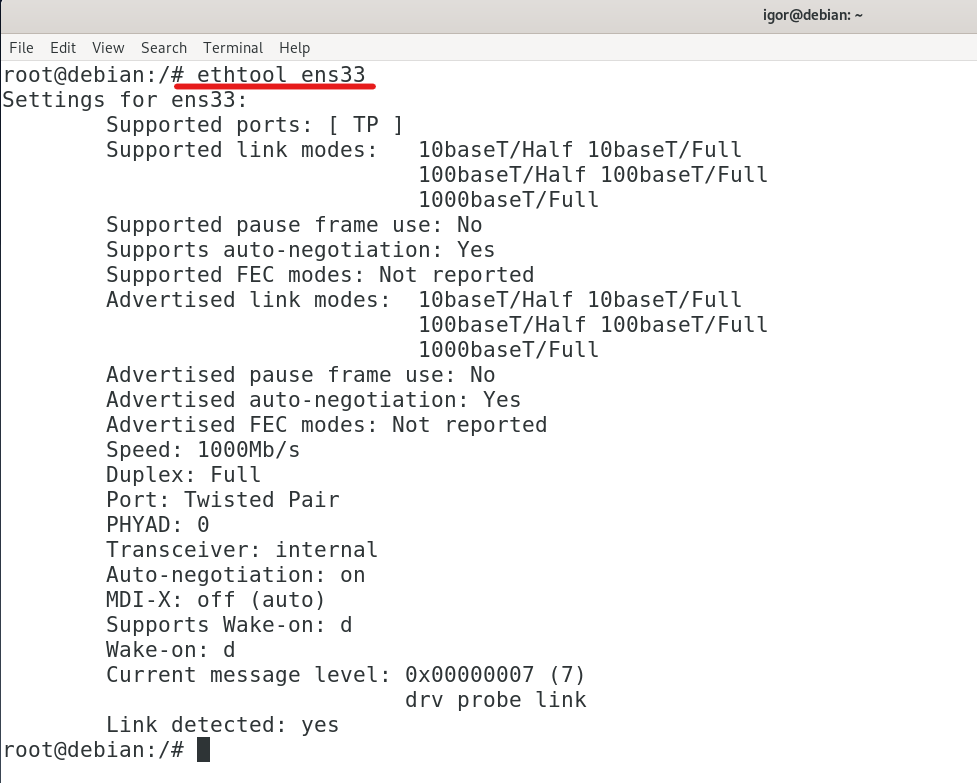 igor@debian: ~
File Edit View Search Terminal Help
root@debian:/# ethtool ens33
Settings for ens33:
        Supported ports: [ TP ]
        Supported link modes:   10baseT/Half 10baseT/Full
                                100baseT/Half 100baseT/Full
                                1000baseT/Full
        Supported pause frame use: No
        Supports auto-negotiation: Yes
        Supported FEC modes: Not reported
        Advertised link modes:  10baseT/Half 10baseT/Full
                                100baseT/Half 100baseT/Full
                                1000baseT/Full
        Advertised pause frame use: No
        Advertised auto-negotiation: Yes
        Advertised FEC modes: Not reported
        Speed: 1000Mb/s
        Duplex: Full
        Port: Twisted Pair
        PHYAD: 0
        Transceiver: internal
        Auto-negotiation: on
        MDI-X: off (auto)
        Supports Wake-on: d
        Wake-on: d
        Current message level: 0x00000007 (7)
                               drv probe link
        Link detected: yes
root@debian:/#